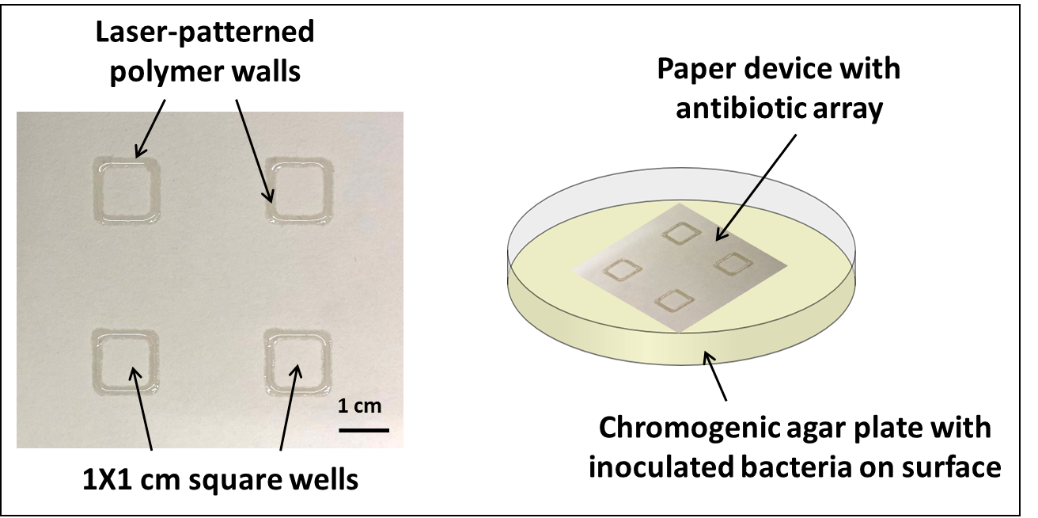 Laser-patterned
polymer walls
Paper device with
antibiotic array
1 cm
1X1 cm square wells
Chromogenic agar plate with
inoculated bacteria on surface